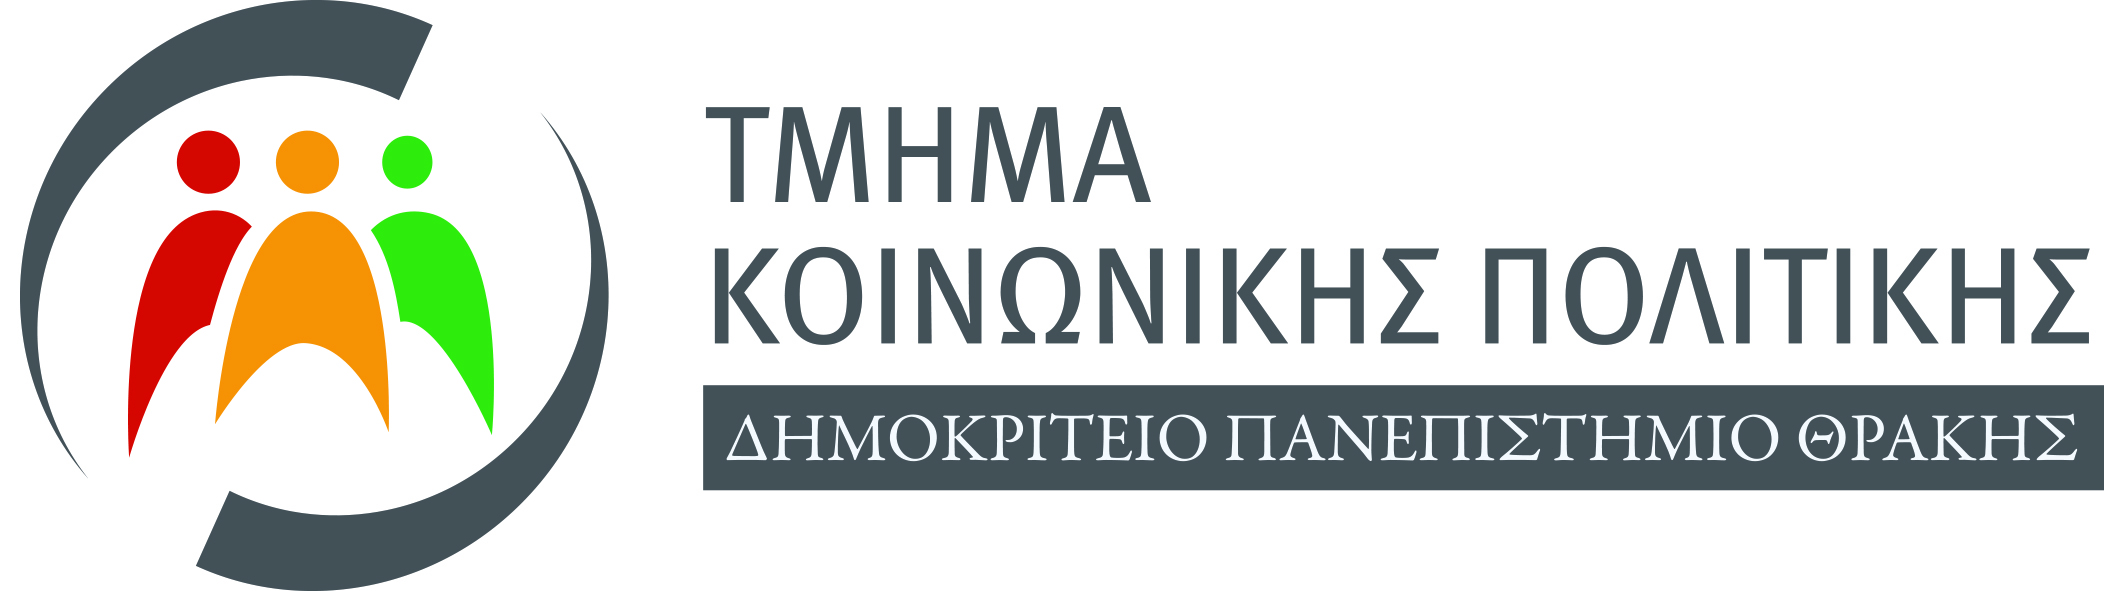 ΤΜΗΜΑ
ΚΟΙΝΩΝΙΚΗΣ ΠΟΛΙΤΙΚΗΣ
ΔΗΜΟΚΡΙΤΕΙΟ ΠΑΝΕΠΙΣΤΗΜΙΟ ΘΡΑΚΗΣ